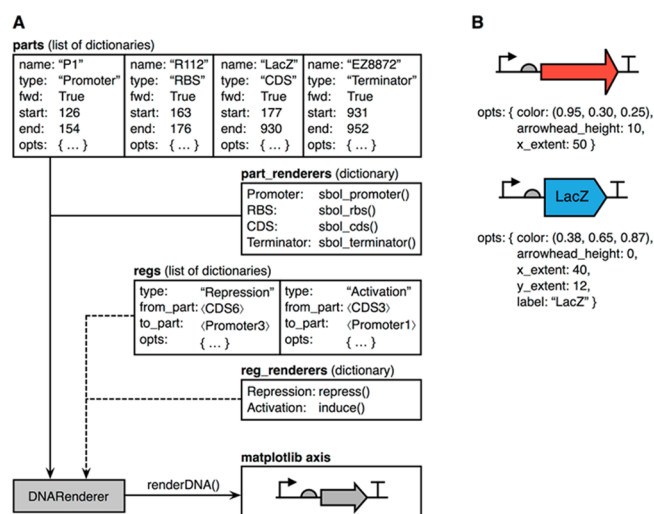 A
parts (list of dictionaries)
name: “P1” name: “R112” name: “LacZ” name: “EZ8872”
type: “Promoter” type: “RBS” type: “CDS” type: “Terminator”
fwd: True fwd: True fwd: True fwd: True
start: 126 start: 163 start: 177 start: 931
end: 154 end: 176 end: 930 end: 952
opts: { ... } opts: { ... } opts: { ... } opts: { ... }
part_renderers (dictionary)
Promoter: sbol_promoter()
RBS: sbol_rbs()
CDS: sbol_cds()
Terminator: sbol_terminator()
regs (list of dictionaries)
type: “Repression” type: “Activation”
from_part: ⟨CDS6⟩ from_part: ⟨CDS3⟩
to_part: ⟨Promoter3⟩ to_part: ⟨Promoter1⟩
opts: { ... } opts: { ... }
reg_renderers (dictionary)
Repression: repress()
Activation: induce()
matplotlib axis
DNARenderer
renderDNA()
B
opts: { color: (0.95, 0.30, 0.25),
arrowhead_height: 10,
x_extent: 50 }
LacZ
opts: { color: (0.38, 0.65, 0.87),
arrowhead_height: 0,
x_extent: 40,
y_extent: 12,
label: “LacZ” }